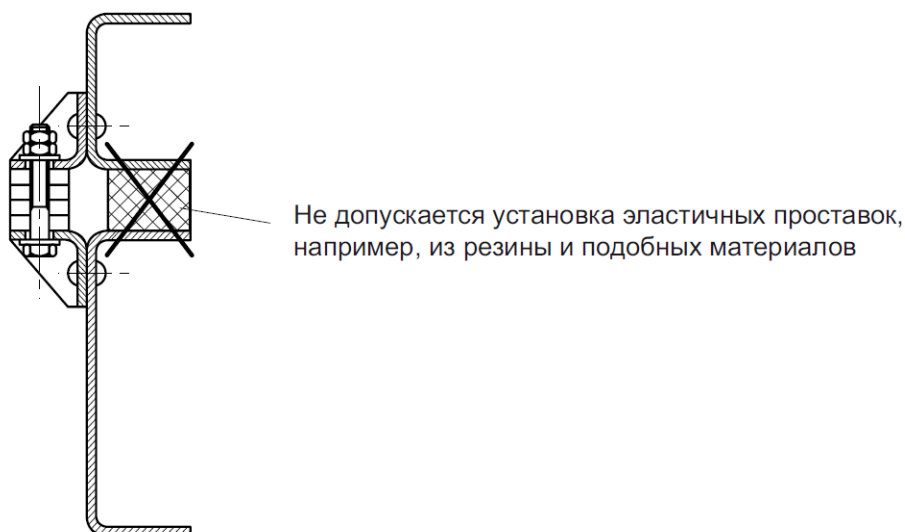 Не допускается установка эластичных проставок,
например, из резины и подобных материалов